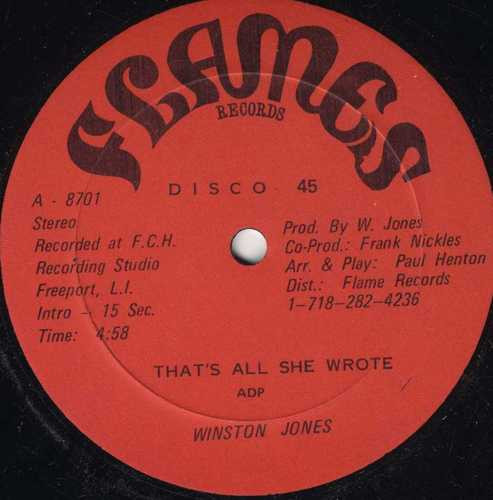 FLAMES
RECORDS
DISCO 45
A - 8701
Stereo
Recorded at F.C.H.
Recording Studio
Freeport, L.I.
Intro - 15 Sec.
Time: 4:58
Prod. By W. Jones
Co-Prod.: Frank Nickles
Arr. & Play: Paul Henton
Dist.: Flame Records
1-718-282-4236
THAT'S ALL SHE WROTE
ADP
WINSTON JONES